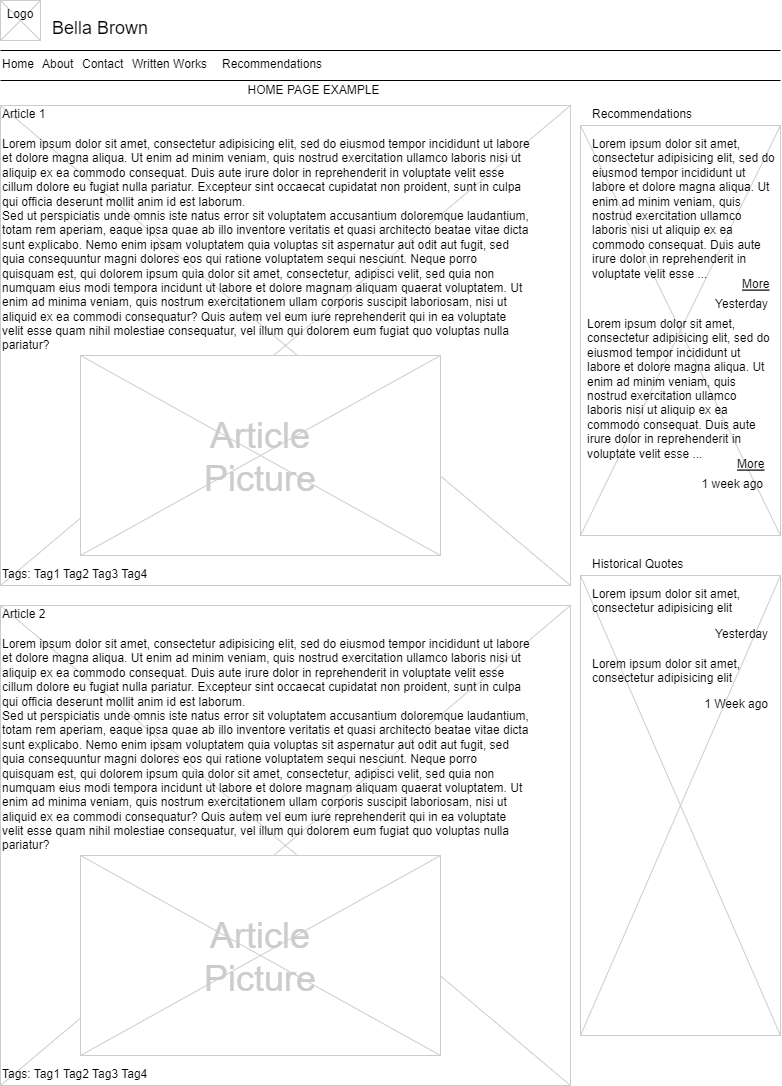 Logo
Bella Brown
Home About Contact Written Works Recommendations
HOME PAGE EXAMPLE
Article 1
Lorem ipsum dolor sit amet, consectetur adipisicing elit, sed do eiusmod tempor incididunt ut labore
et dolore magna aliqua. Ut enim ad minim veniam, quis nostrud exercitation ullamco laboris nisi ut
aliquip ex ea commodo consequat. Duis aute irure dolor in reprehenderit in voluptate velit esse
cillum dolore eu fugiat nulla pariatur. Excepteur sint occaecat cupidatat non proident, sunt in culpa
qui officia deserunt mollit anim id est laborum.
Sed ut perspiciatis unde omnis iste natus error sit voluptatem accusantium doloremque laudantium,
totam rem aperiam, eaque ipsa quae ab illo inventore veritatis et quasi architecto beatae vitae dicta
sunt explicabo. Nemo enim ipsam voluptatem quia voluptas sit aspernatur aut odit aut fugit, sed
quia consequuntur magni dolores eos qui ratione voluptatem sequi nesciunt. Neque porro
quisquam est, qui dolorem ipsum quia dolor sit amet, consectetur, adipisci velit, sed quia non
numquam eius modi tempora incidunt ut labore et dolore magnam aliquam quaerat voluptatem. Ut
enim ad minima veniam, quis nostrum exercitationem ullam corporis suscipit laboriosam, nisi ut
aliquid ex ea commodi consequatur? Quis autem vel eum iure reprehenderit qui in ea voluptate
velit esse quam nihil molestiae consequatur, vel illum qui dolorem eum fugiat quo voluptas nulla
pariatur?
Article
Picture
Tags: Tag1 Tag2 Tag3 Tag4
Article 2
Lorem ipsum dolor sit amet, consectetur adipisicing elit, sed do eiusmod tempor incididunt ut labore
et dolore magna aliqua. Ut enim ad minim veniam, quis nostrud exercitation ullamco laboris nisi ut
aliquip ex ea commodo consequat. Duis aute irure dolor in reprehenderit in voluptate velit esse
cillum dolore eu fugiat nulla pariatur. Excepteur sint occaecat cupidatat non proident, sunt in culpa
qui officia deserunt mollit anim id est laborum.
Sed ut perspiciatis unde omnis iste natus error sit voluptatem accusantium doloremque laudantium,
totam rem aperiam, eaque ipsa quae ab illo inventore veritatis et quasi architecto beatae vitae dicta
sunt explicabo. Nemo enim ipsam voluptatem quia voluptas sit aspernatur aut odit aut fugit, sed
quia consequuntur magni dolores eos qui ratione voluptatem sequi nesciunt. Neque porro
quisquam est, qui dolorem ipsum quia dolor sit amet, consectetur, adipisci velit, sed quia non
numquam eius modi tempora incidunt ut labore et dolore magnam aliquam quaerat voluptatem. Ut
enim ad minima veniam, quis nostrum exercitationem ullam corporis suscipit laboriosam, nisi ut
aliquid ex ea commodi consequatur? Quis autem vel eum iure reprehenderit qui in ea voluptate
velit esse quam nihil molestiae consequatur, vel illum qui dolorem eum fugiat quo voluptas nulla
pariatur?
Article
Picture
Tags: Tag1 Tag2 Tag3 Tag4
Recommendations
Lorem ipsum dolor sit amet,
consectetur adipisicing elit, sed do
eiusmod tempor incididunt ut
labore et dolore magna aliqua. Ut
enim ad minim veniam, quis
nostrud exercitation ullamco
laboris nisi ut aliquip ex ea
commodo consequat. Duis aute
irure dolor in reprehenderit in
voluptate velit esse ...
More
Yesterday
Lorem ipsum dolor sit amet,
consectetur adipisicing elit, sed do
eiusmod tempor incididunt ut
labore et dolore magna aliqua. Ut
enim ad minim veniam, quis
nostrud exercitation ullamco
laboris nisi ut aliquip ex ea
commodo consequat. Duis aute
irure dolor in reprehenderit in
voluptate velit esse ...
More
1 week ago
Historical Quotes
Lorem ipsum dolor sit amet,
consectetur adipisicing elit
Yesterday
Lorem ipsum dolor sit amet,
consectetur adipisicing elit
1 Week ago